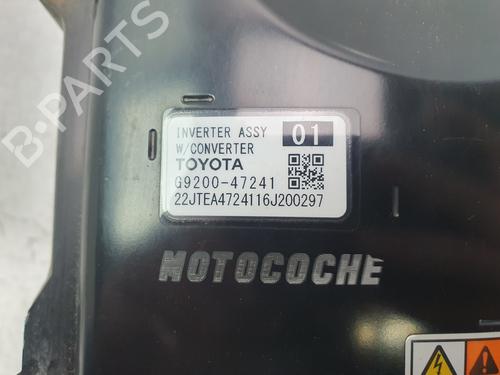 B-PARTS
INVERTER ASSY 01
W/CONVERTER
TOYOTA
G9200-47241
22JTEA4724116J200297
MOTOCOCHE